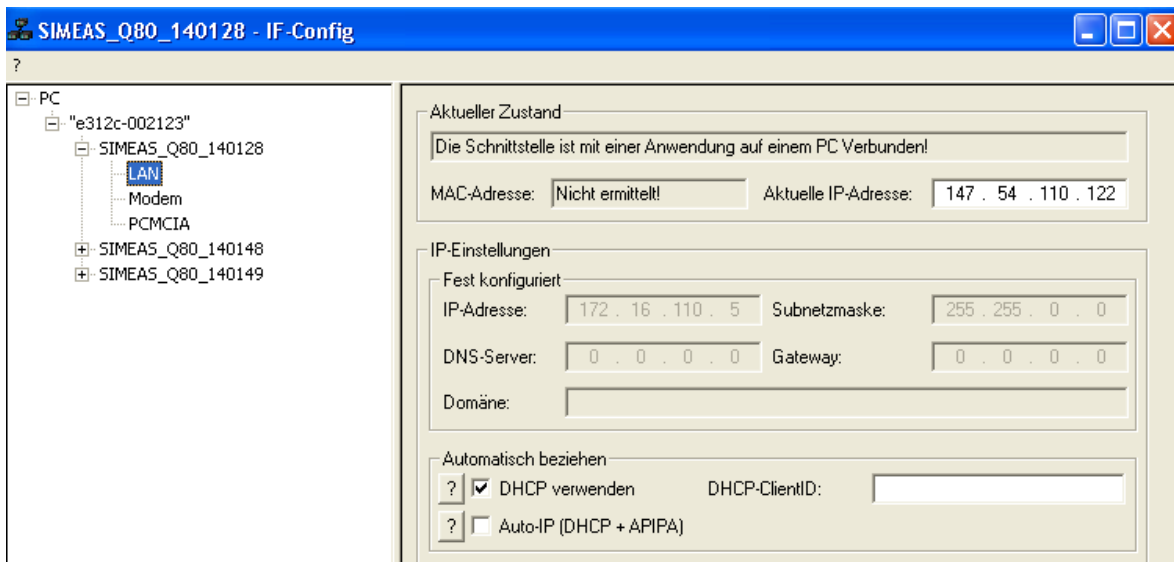 SIMEAS_Q80_140128 - IF-Config
?
PC
"e312c-002123"
SIMEAS_Q80_140128
LAN
Modem
PCMCIA
SIMEAS_Q80_140148
SIMEAS_Q80_140149
Aktueller Zustand
Die Schnittstelle ist mit einer Anwendung auf einem PC Verbunden!
MAC-Adresse: Nicht ermittelt! Aktuelle IP-Adresse: 147 . 54 . 110 . 122
IP-Einstellungen
Fest konfiguriert
IP-Adresse: 172 . 16 . 110 . 5 Subnetzmaske: 255 . 255 . 0 . 0
DNS-Server: 0 . 0 . 0 . 0 Gateway: 0 . 0 . 0 . 0
Domäne:
Automatisch beziehen
? DHCP verwenden DHCP-ClientID:
? Auto-IP (DHCP + APIPA)